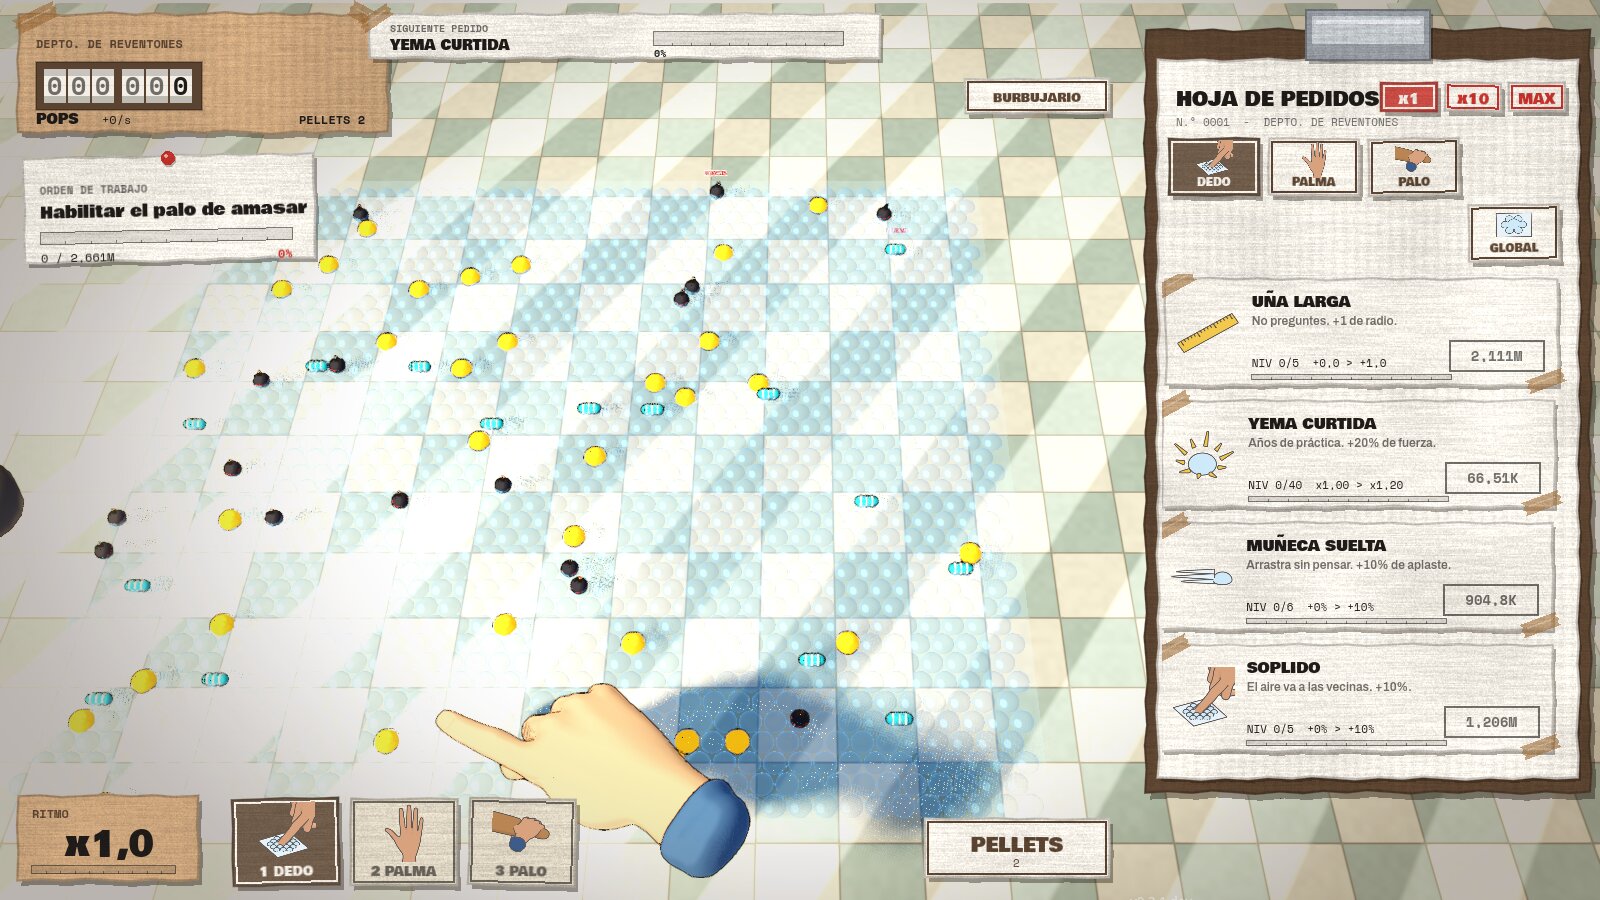 DEPTO. DE REVENTONES
000000
POPS +0/s PELLETS 2
SIGUIENTE PEDIDO
YEMA CURTIDA
0%
ORDEN DE TRABAJO
Habilitar el palo de amasar
0 / 2,661M 0%
BURBUJARIO
HOJA DE PEDIDOS x1 x10 MAX
N.° 0001 - DEPTO. DE REVENTONES
DEDO PALMA PALO
GLOBAL
UÑA LARGA
No preguntes. +1 de radio.
NIV 0/5 +0,0 > +1,0 2,111M
YEMA CURTIDA
Años de práctica. +20% de fuerza.
NIV 0/40 x1,00 > x1,20 66,51K
MUÑECA SUELTA
Arrastra sin pensar. +10% de aplaste.
NIV 0/6 +0% > +10% 904,8K
SOPLIDO
El aire va a las vecinas. +10%.
NIV 0/5 +0% > +10% 1,206M
RITMO
x1,0
1 DEDO 2 PALMA 3 PALO
PELLETS
2